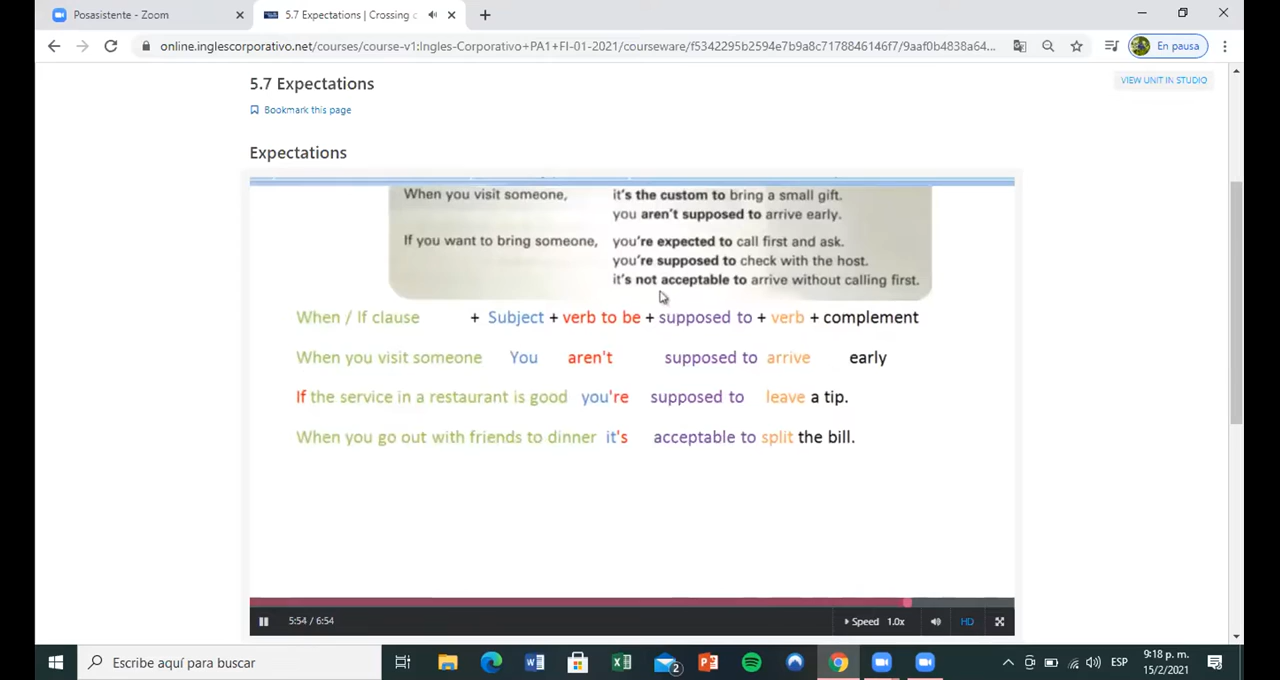 Posasistente - Zoom
5.7 Expectations | Crossing c
online.inglescorporativo.net/courses/course-v1:Ingles-Corporativo+PA1+FI-01-2021/courseware/f5342295b2594e7b9a8c7178846146f7/9aaf0b4838a64...
En pausa
5.7 Expectations
VIEW UNIT IN STUDIO
Bookmark this page
Expectations
When you visit someone, it's the custom to bring a small gift.
you aren't supposed to arrive early.
If you want to bring someone, you're expected to call first and ask.
you're supposed to check with the host.
it's not acceptable to arrive without calling first.
When / If clause + Subject + verb to be + supposed to + verb + complement
When you visit someone You aren't supposed to arrive early
If the service in a restaurant is good you're supposed to leave a tip.
When you go out with friends to dinner it's acceptable to split the bill.
5:54 / 6:54
Speed 1.0x
HD
Escribe aquí para buscar
2
ESP
9:18 p. m.
15/2/2021